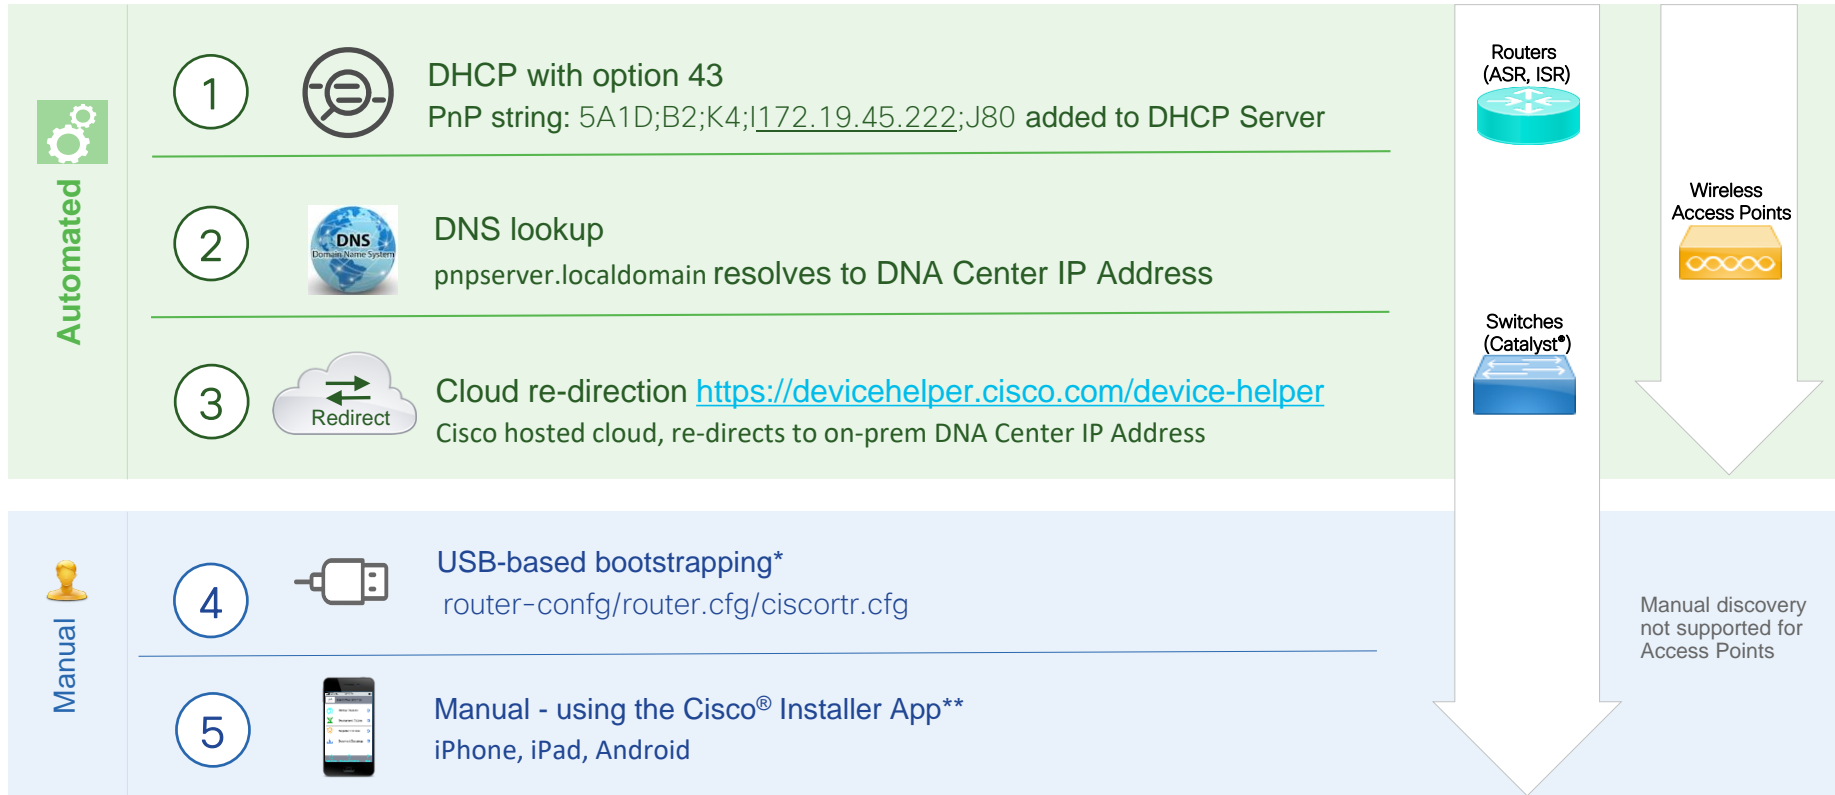 Automated
1
DHCP with option 43
PnP string: 5A1D;B2;K4;I172.19.45.222;J80 added to DHCP Server
2
DNS
Domain Name System
DNS lookup
pnpserver.localdomain resolves to DNA Center IP Address
3
Redirect
Cloud re-direction https://devicehelper.cisco.com/device-helper
Cisco hosted cloud, re-directs to on-prem DNA Center IP Address
Routers
(ASR, ISR)
Switches
(Catalyst®)
Wireless
Access Points
Manual
4
USB-based bootstrapping*
router-confg/router.cfg/ciscortr.cfg
5
Manual - using the Cisco® Installer App**
iPhone, iPad, Android
Manual discovery
not supported for
Access Points